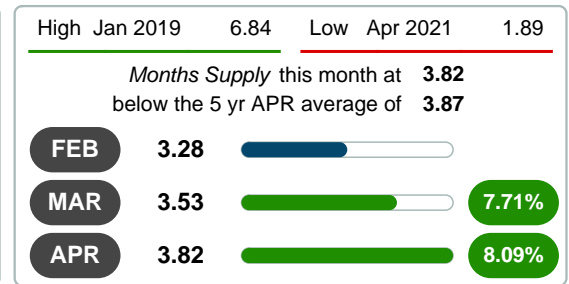 High Jan 2019 6.84 Low Apr 2021 1.89
Months Supply this month at 3.82
below the 5 yr APR average of 3.87
FEB 3.28
MAR 3.53 7.71%
APR 3.82 8.09%